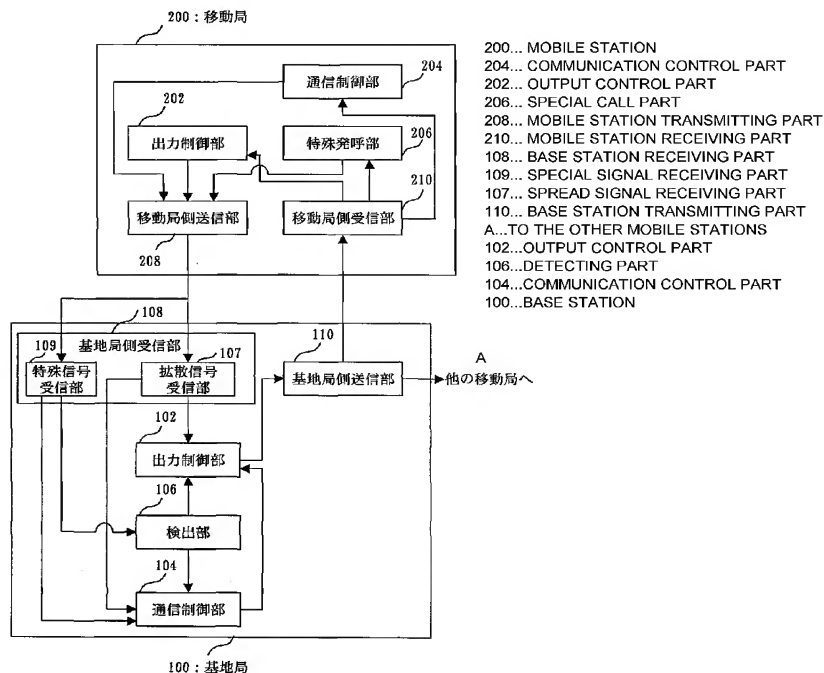 200：移動局
通信制御部
204
202
出力制御部
特殊発呼部
206
210
移動局側送信部
移動局側受信部
208
200... MOBILE STATION
204... COMMUNICATION CONTROL PART
202... OUTPUT CONTROL PART
206... SPECIAL CALL PART
208... MOBILE STATION TRANSMITTING PART
210... MOBILE STATION RECEIVING PART
108... BASE STATION RECEIVING PART
109... SPECIAL SIGNAL RECEIVING PART
107... SPREAD SIGNAL RECEIVING PART
110... BASE STATION TRANSMITTING PART
A...TO THE OTHER MOBILE STATIONS
102...OUTPUT CONTROL PART
106...DETECTING PART
104...COMMUNICATION CONTROL PART
100...BASE STATION
108
基地局側受信部
109
107
特殊信号
受信部
拡散信号
受信部
110
基地局側送信部
A
他の移動局へ
102
出力制御部
106
検出部
104
通信制御部
100：基地局